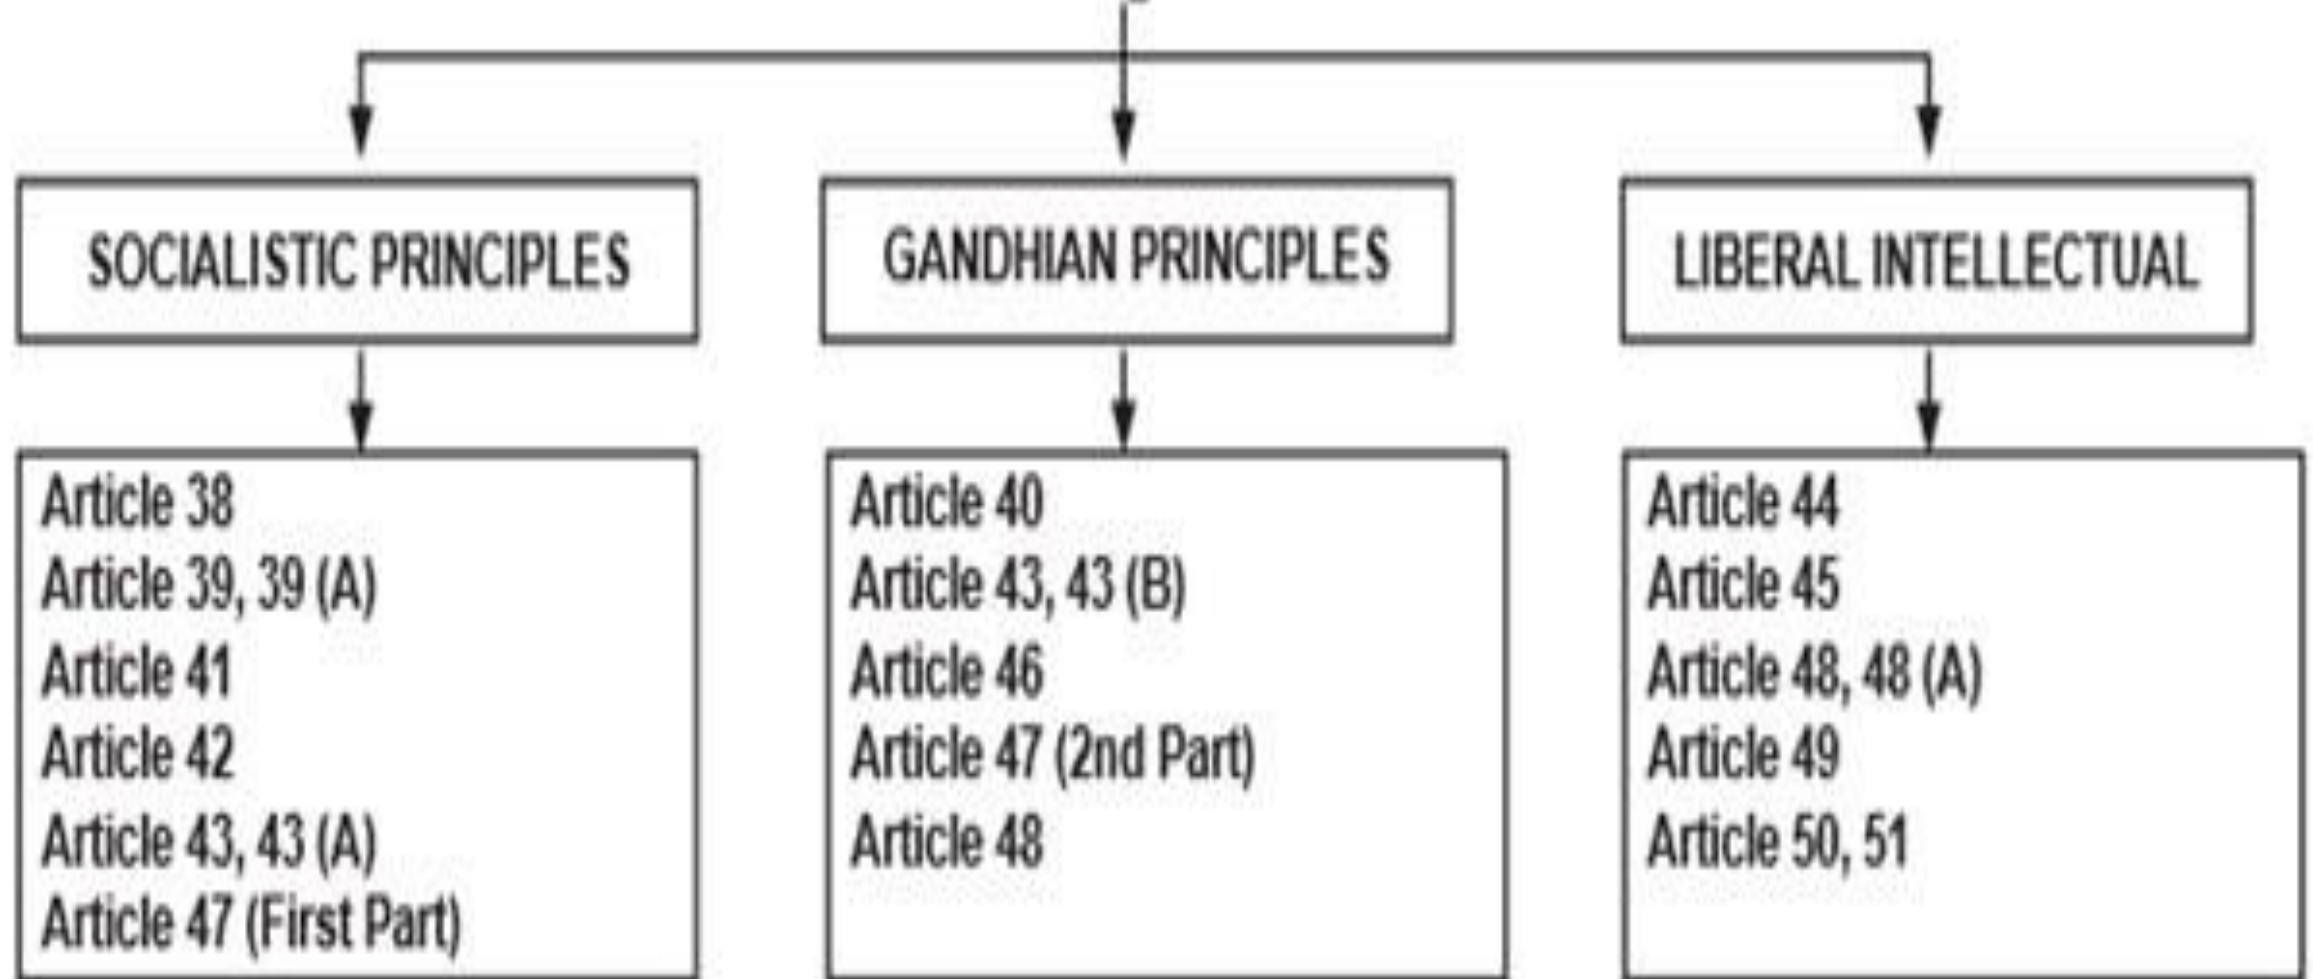 SOCIALISTIC PRINCIPLES
GANDHIAN PRINCIPLES
LIBERAL INTELLECTUAL
Article 38
Article 39, 39 (A)
Article 41
Article 42
Article 43, 43 (A)
Article 47 (First Part)
Article 40
Article 43, 43 (B)
Article 46
Article 47 (2nd Part)
Article 48
Article 44
Article 45
Article 48, 48 (A)
Article 49
Article 50, 51